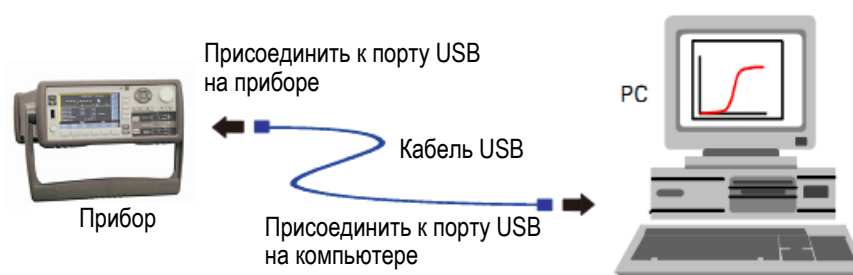 Присоединить к порту USB
на приборе
PC
Кабель USB
Прибор
Присоединить к порту USB
на компьютере